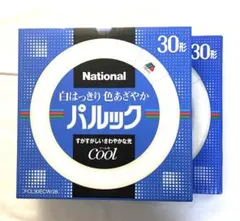 30形
30形
National
白はっきり 色あざやか
パルック
すがすがしいさわやかな光
cool